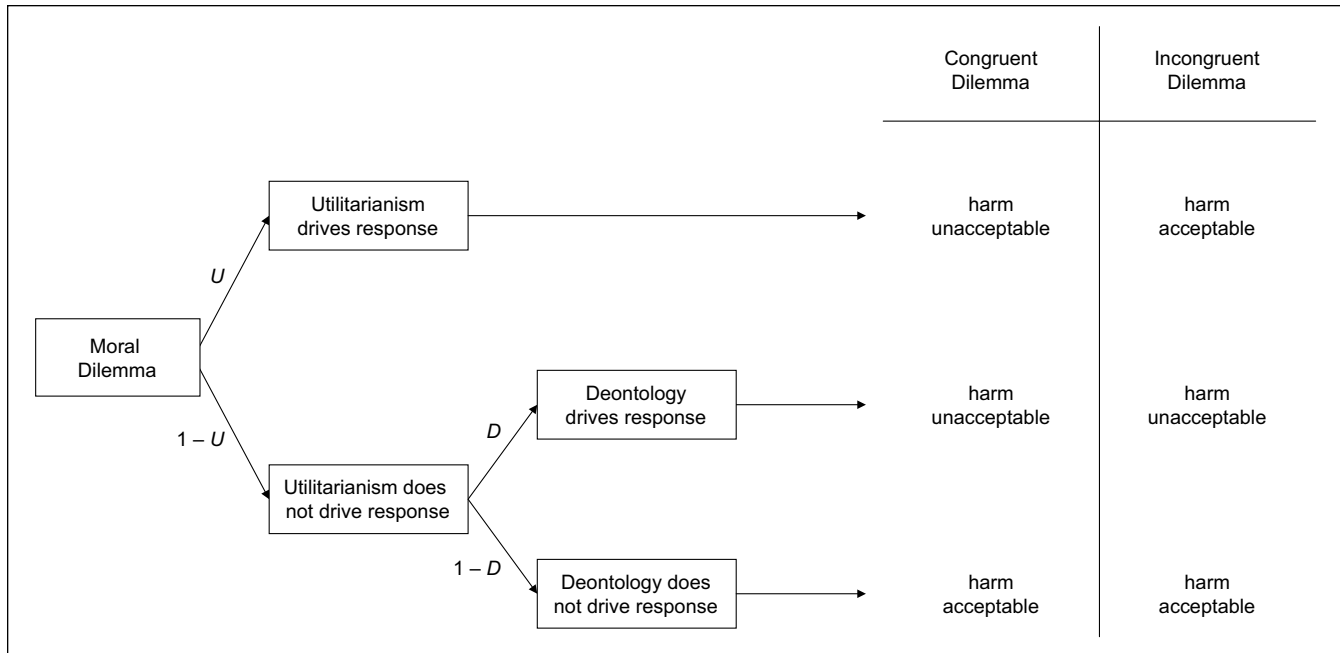 Congruent
Dilemma
Incongruent
Dilemma
Utilitarianism
drives response
harm
unacceptable
harm
acceptable
U
Moral
Dilemma
Deontology
drives response
harm
unacceptable
harm
unacceptable
1 – U
D
Utilitarianism does
not drive response
1 – D
Deontology does
not drive response
harm
acceptable
harm
acceptable